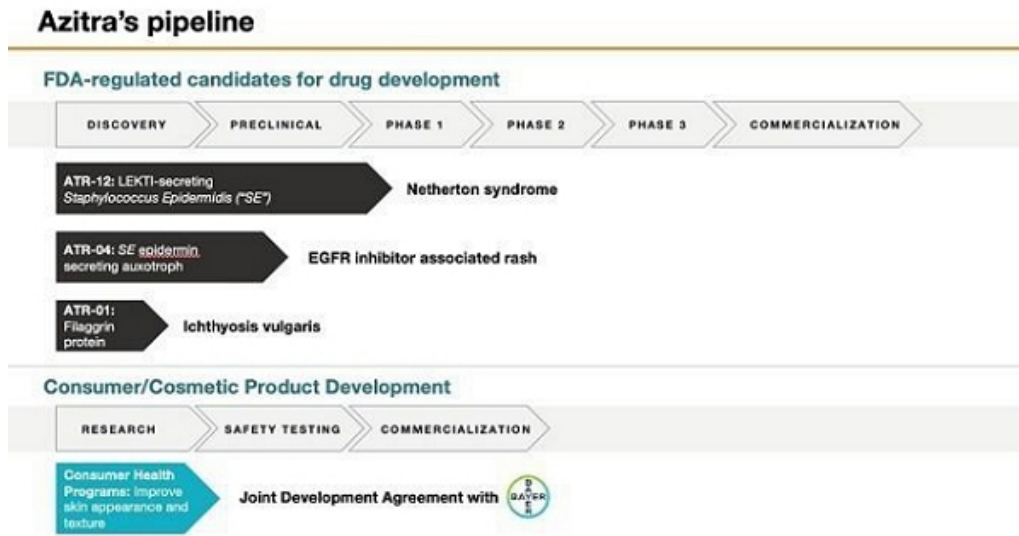 Azitra's pipeline
FDA-regulated candidates for drug development
DISCOVERY PRECLINICAL PHASE 1 PHASE 2 PHASE 3 COMMERCIALIZATION
ATR-12: LEKTI-secreting
Staphylococcus Epidermidis ("SE")
Netherton syndrome
ATR-04: SE epidermin
secreting auxotroph
EGFR inhibitor associated rash
ATR-01:
Filaggrin
protein
Ichthyosis vulgaris
Consumer/Cosmetic Product Development
RESEARCH SAFETY TESTING COMMERCIALIZATION
Consumer Health
Programs: Improve
skin appearance and
texture
Joint Development Agreement with
BAYER
BAYER